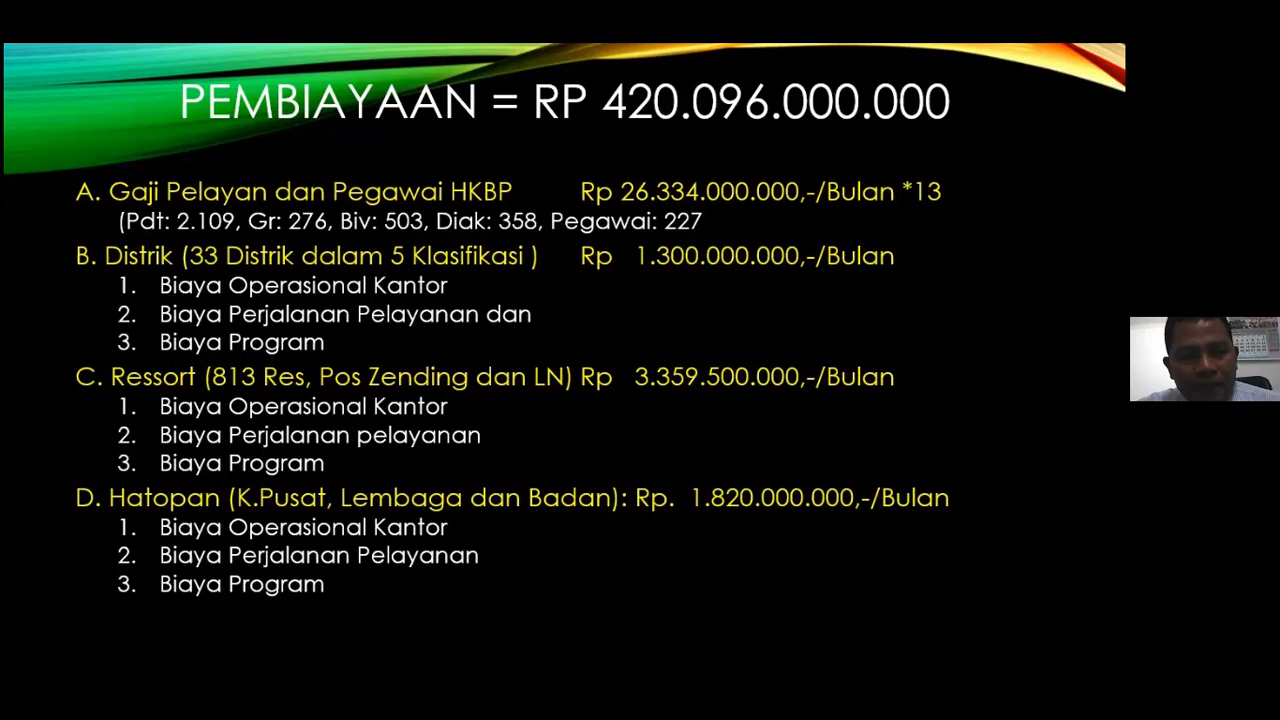 PEMBIAYAAN = RP 420.096.000.000
A. Gaji Pelayan dan Pegawai HKBP Rp 26.334.000.000,-/Bulan *13
(Pdt: 2.109, Gr: 276, Biv: 503, Diak: 358, Pegawai: 227
B. Distrik (33 Distrik dalam 5 Klasifikasi ) Rp 1.300.000.000,-/Bulan
1. Biaya Operasional Kantor
2. Biaya Perjalanan Pelayanan dan
3. Biaya Program
C. Ressort (813 Res, Pos Zending dan LN) Rp 3.359.500.000,-/Bulan
1. Biaya Operasional Kantor
2. Biaya Perjalanan pelayanan
3. Biaya Program
D. Hatopan (K.Pusat, Lembaga dan Badan): Rp. 1.820.000.000,-/Bulan
1. Biaya Operasional Kantor
2. Biaya Perjalanan Pelayanan
3. Biaya Program